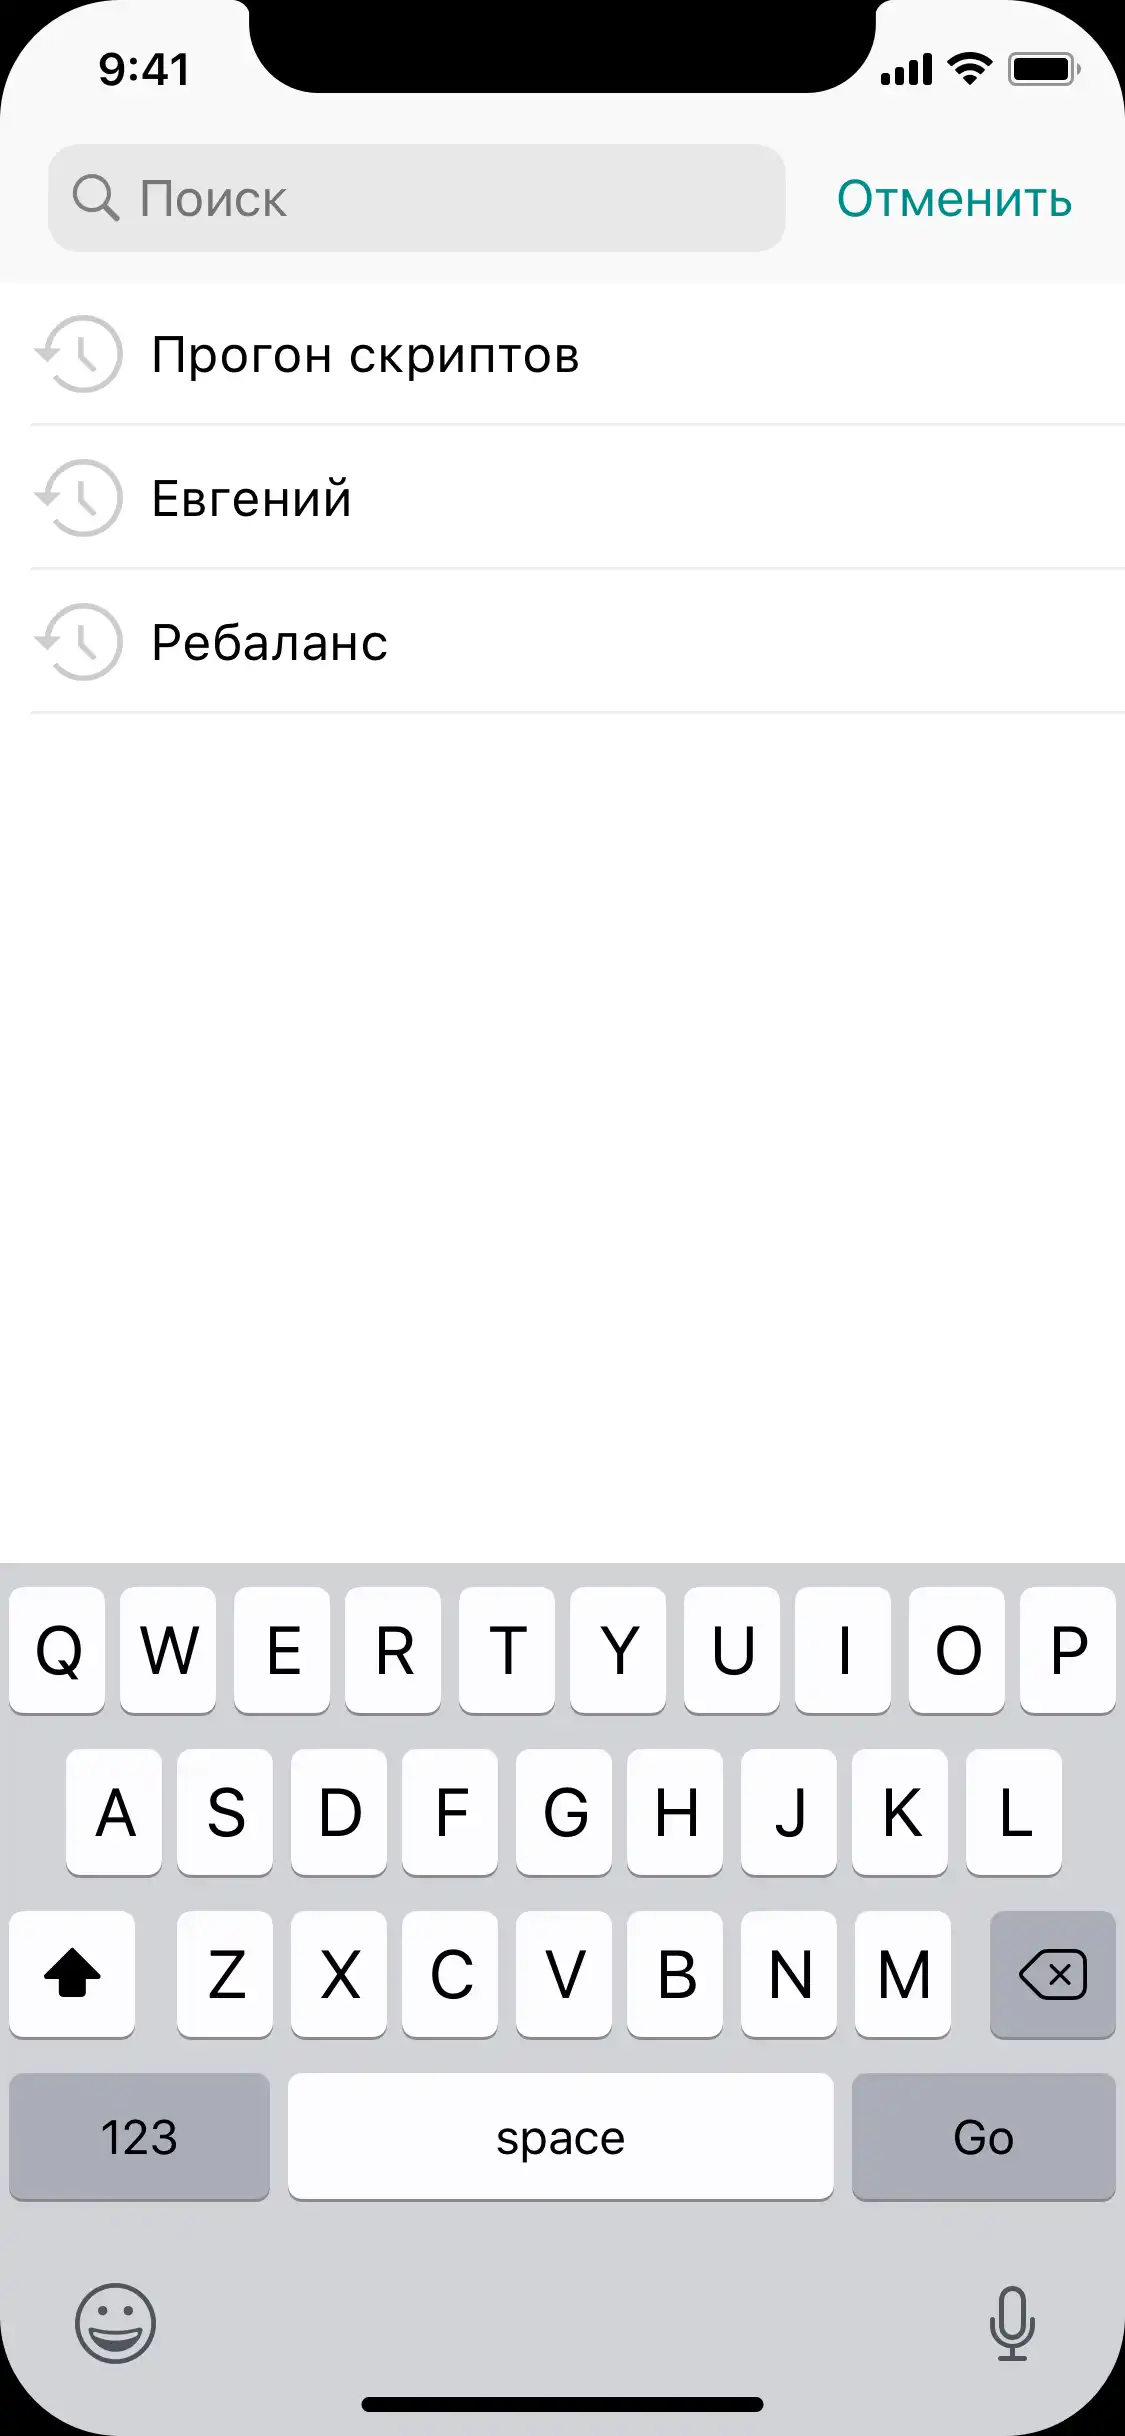 9:41
Поиск
Отменить
Прогон скриптов
Евгений
Ребаланс
Q W E R T Y U I O P
A S D F G H J K L
Z X C V B N M
123 space Go